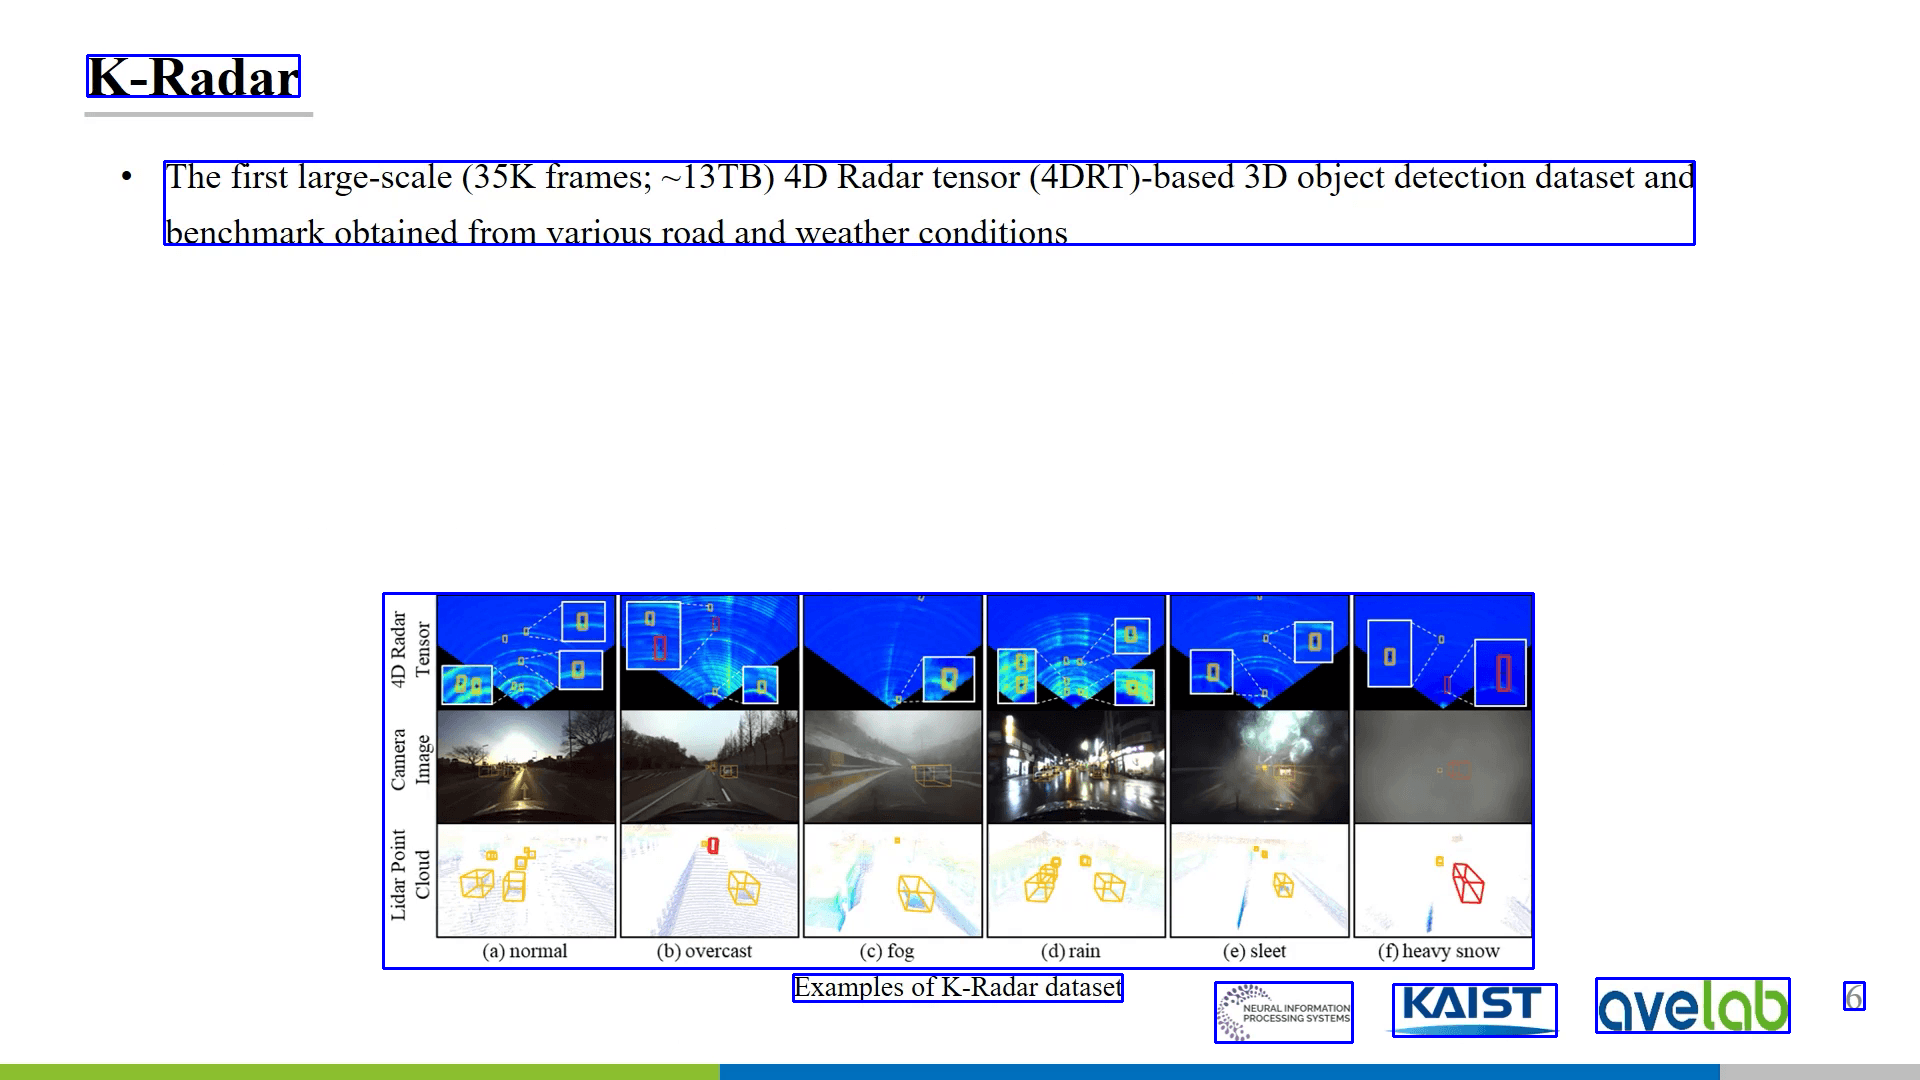 K-Radar
• The first large-scale (35K frames; ~13TB) 4D Radar tensor (4DRT)-based 3D object detection dataset and
benchmark obtained from various road and weather conditions
4D Radar
Tensor
Camera
Image
Lidar Point
Cloud
(a) normal
(b) overcast
(c) fog
(d) rain
(e) sleet
(f) heavy snow
Examples of K-Radar dataset
NEURAL INFORMATION
PROCESSING SYSTEMS
KAIST
avelab
6